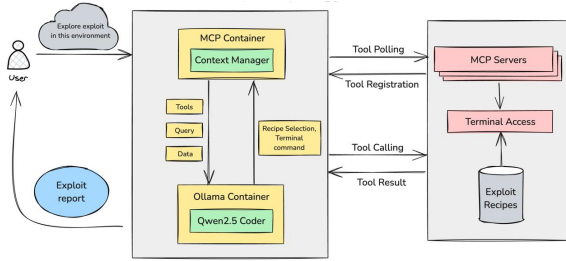 Explore exploit
in this environment
User
Exploit
report
MCP Container
Context Manager
Tools
Query
Data
Recipe Selection,
Terminal
command
Ollama Container
Qwen2.5 Coder
Tool Polling
Tool Registration
Tool Calling
Tool Result
MCP Servers
Terminal Access
Exploit
Recipes